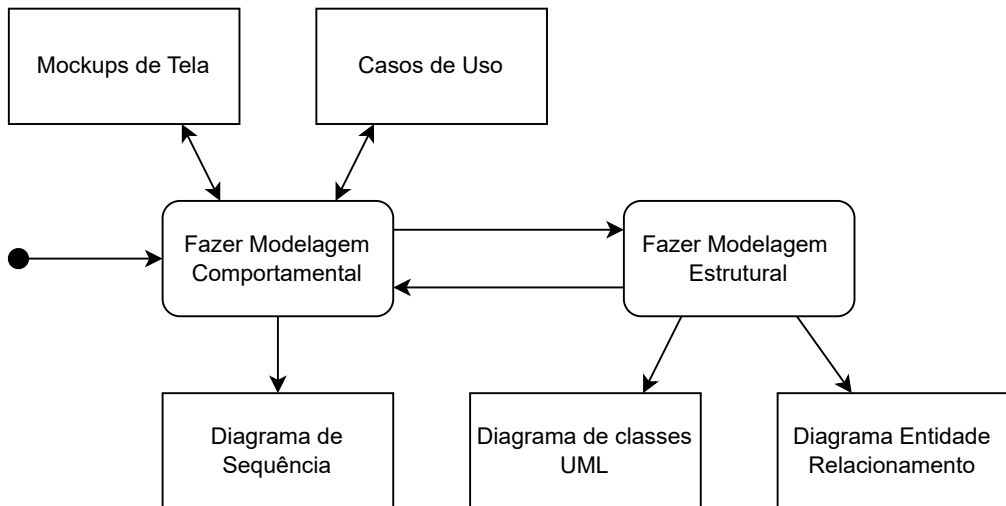 Mockups de Tela
Casos de Uso
Fazer Modelagem
Comportamental
Fazer Modelagem
Estrutural
Diagrama de
Sequência
Diagrama de classes
UML
Diagrama Entidade
Relacionamento